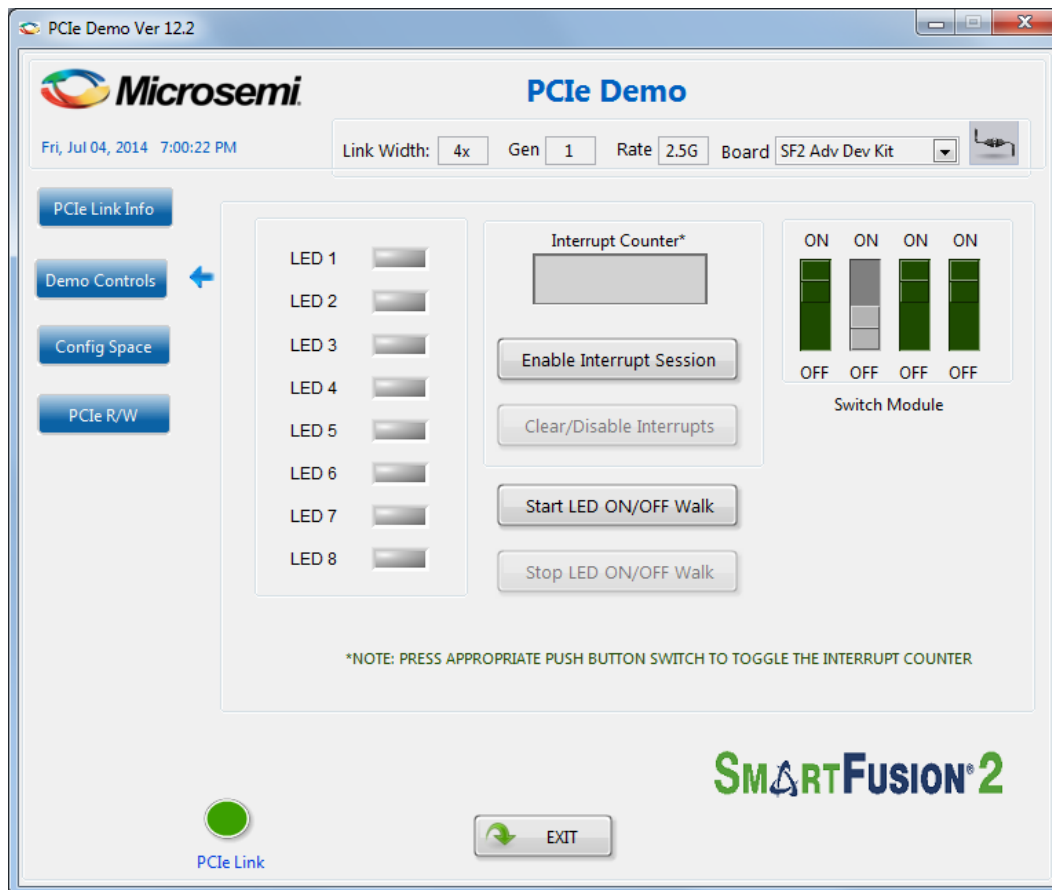 PCIe Demo Ver 12.2
Microsemi.
PCIe Demo
Fri, Jul 04, 2014 7:00:22 PM
Link Width: 4x Gen 1 Rate 2.5G Board SF2 Adv Dev Kit
PCIe Link Info
Demo Controls
Config Space
PCIe R/W
LED 1
LED 2
LED 3
LED 4
LED 5
LED 6
LED 7
LED 8
Interrupt Counter*
Enable Interrupt Session
Clear/Disable Interrupts
Start LED ON/OFF Walk
Stop LED ON/OFF Walk
ON ON ON ON
OFF OFF OFF OFF
Switch Module
*NOTE: PRESS APPROPRIATE PUSH BUTTON SWITCH TO TOGGLE THE INTERRUPT COUNTER
SMARTFUSION®2
PCIe Link
EXIT